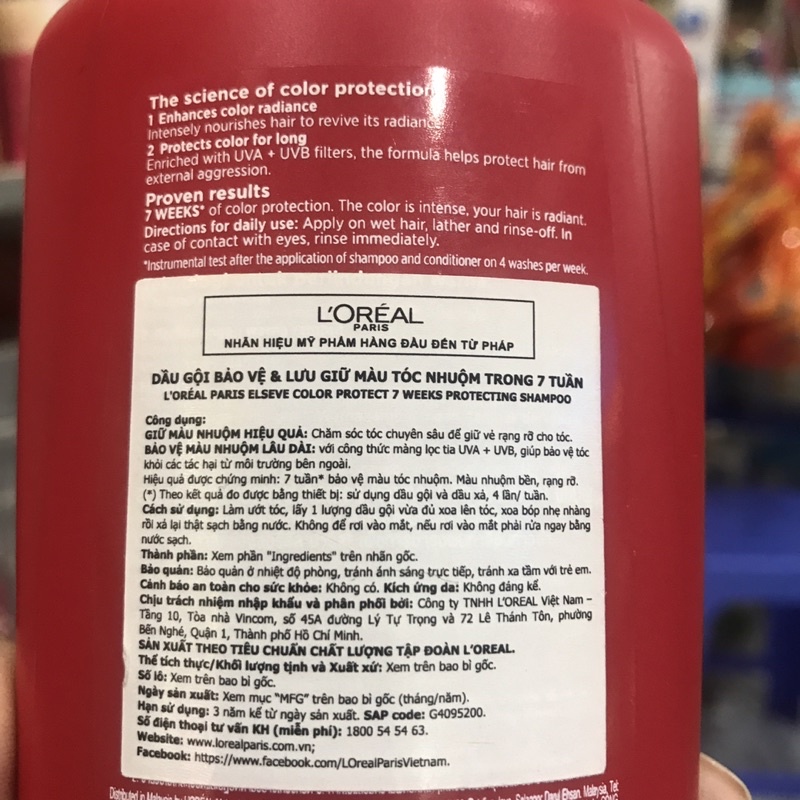 The science of color protection
1 Enhances color radiance
Intensely nourishes hair to revive its radiance
2 Protects color for long
Enriched with UVA + UVB filters, the formula helps protect hair from
external aggression.
Proven results
7 WEEKS* of color protection. The color is intense, your hair is radiant.
Directions for daily use: Apply on wet hair, lather and rinse-off. In
case of contact with eyes, rinse immediately.
*Instrumental test after the application of shampoo and conditioner on 4 washes per week.
L'ORÉAL
PARIS
NHÃN HIỆU MỸ PHẨM HÀNG ĐẦU ĐẾN TỪ PHÁP
DẦU GỘI BẢO VỆ & LƯU GIỮ MÀU TÓC NHUỘM TRONG 7 TUẦN
L'ORÉAL PARIS ELSEVE COLOR PROTECT 7 WEEKS PROTECTING SHAMPOO
Công dụng:
GIỮ MÀU NHUỘM HIỆU QUẢ: Chăm sóc tóc chuyên sâu để giữ vẻ rạng rỡ cho tóc.
BẢO VỆ MÀU NHUỘM LÂU DÀI: với công thức màng lọc tia UVA + UVB, giúp bảo vệ tóc
khỏi các tác hại từ môi trường bên ngoài.
Hiệu quả được chứng minh: 7 tuần* bảo vệ màu tóc nhuộm. Màu nhuộm bền, rạng rỡ.
(*) Theo kết quả đo được bằng thiết bị: sử dụng dầu gội và dầu xả, 4 lần/ tuần.
Cách sử dụng: Làm ướt tóc, lấy 1 lượng dầu gội vừa đủ xoa lên tóc, xoa bóp nhẹ nhàng
rồi xả lại thật sạch bằng nước. Không để rơi vào mắt, nếu rơi vào mắt phải rửa ngay bằng
nước sạch.
Thành phần: Xem phần "Ingredients" trên nhãn gốc.
Bảo quản: Bảo quản ở nhiệt độ phòng, tránh ánh sáng trực tiếp, tránh xa tầm với trẻ em.
Cảnh báo an toàn cho sức khỏe: Không có. Kích ứng da: Không đáng kể.
Chịu trách nhiệm nhập khẩu và phân phối bởi: Công ty TNHH L'OREAL Việt Nam –
Tầng 10, Tòa nhà Vincom, số 45A đường Lý Tự Trọng và 72 Lê Thánh Tôn, phường
Bến Nghé, Quận 1, Thành phố Hồ Chí Minh.
SẢN XUẤT THEO TIÊU CHUẨN CHẤT LƯỢNG TẬP ĐOÀN L'OREAL.
Thể tích thực/Khối lượng tịnh và Xuất xứ: Xem trên bao bì gốc.
Số lô: Xem trên bao bì gốc.
Ngày sản xuất: Xem mục "MFG" trên bao bì gốc (tháng/năm).
Hạn sử dụng: 3 năm kể từ ngày sản xuất. SAP code: G4095200.
Số điện thoại tư vấn KH (miễn phí): 1800 54 54 63.
Website: www.lorealparis.com.vn;
Facebook: https://www.facebook.com/LOrealParisVietnam.
Distributed in Malaysia by Selangor Darul Ehsan, Malaysia, Tel: